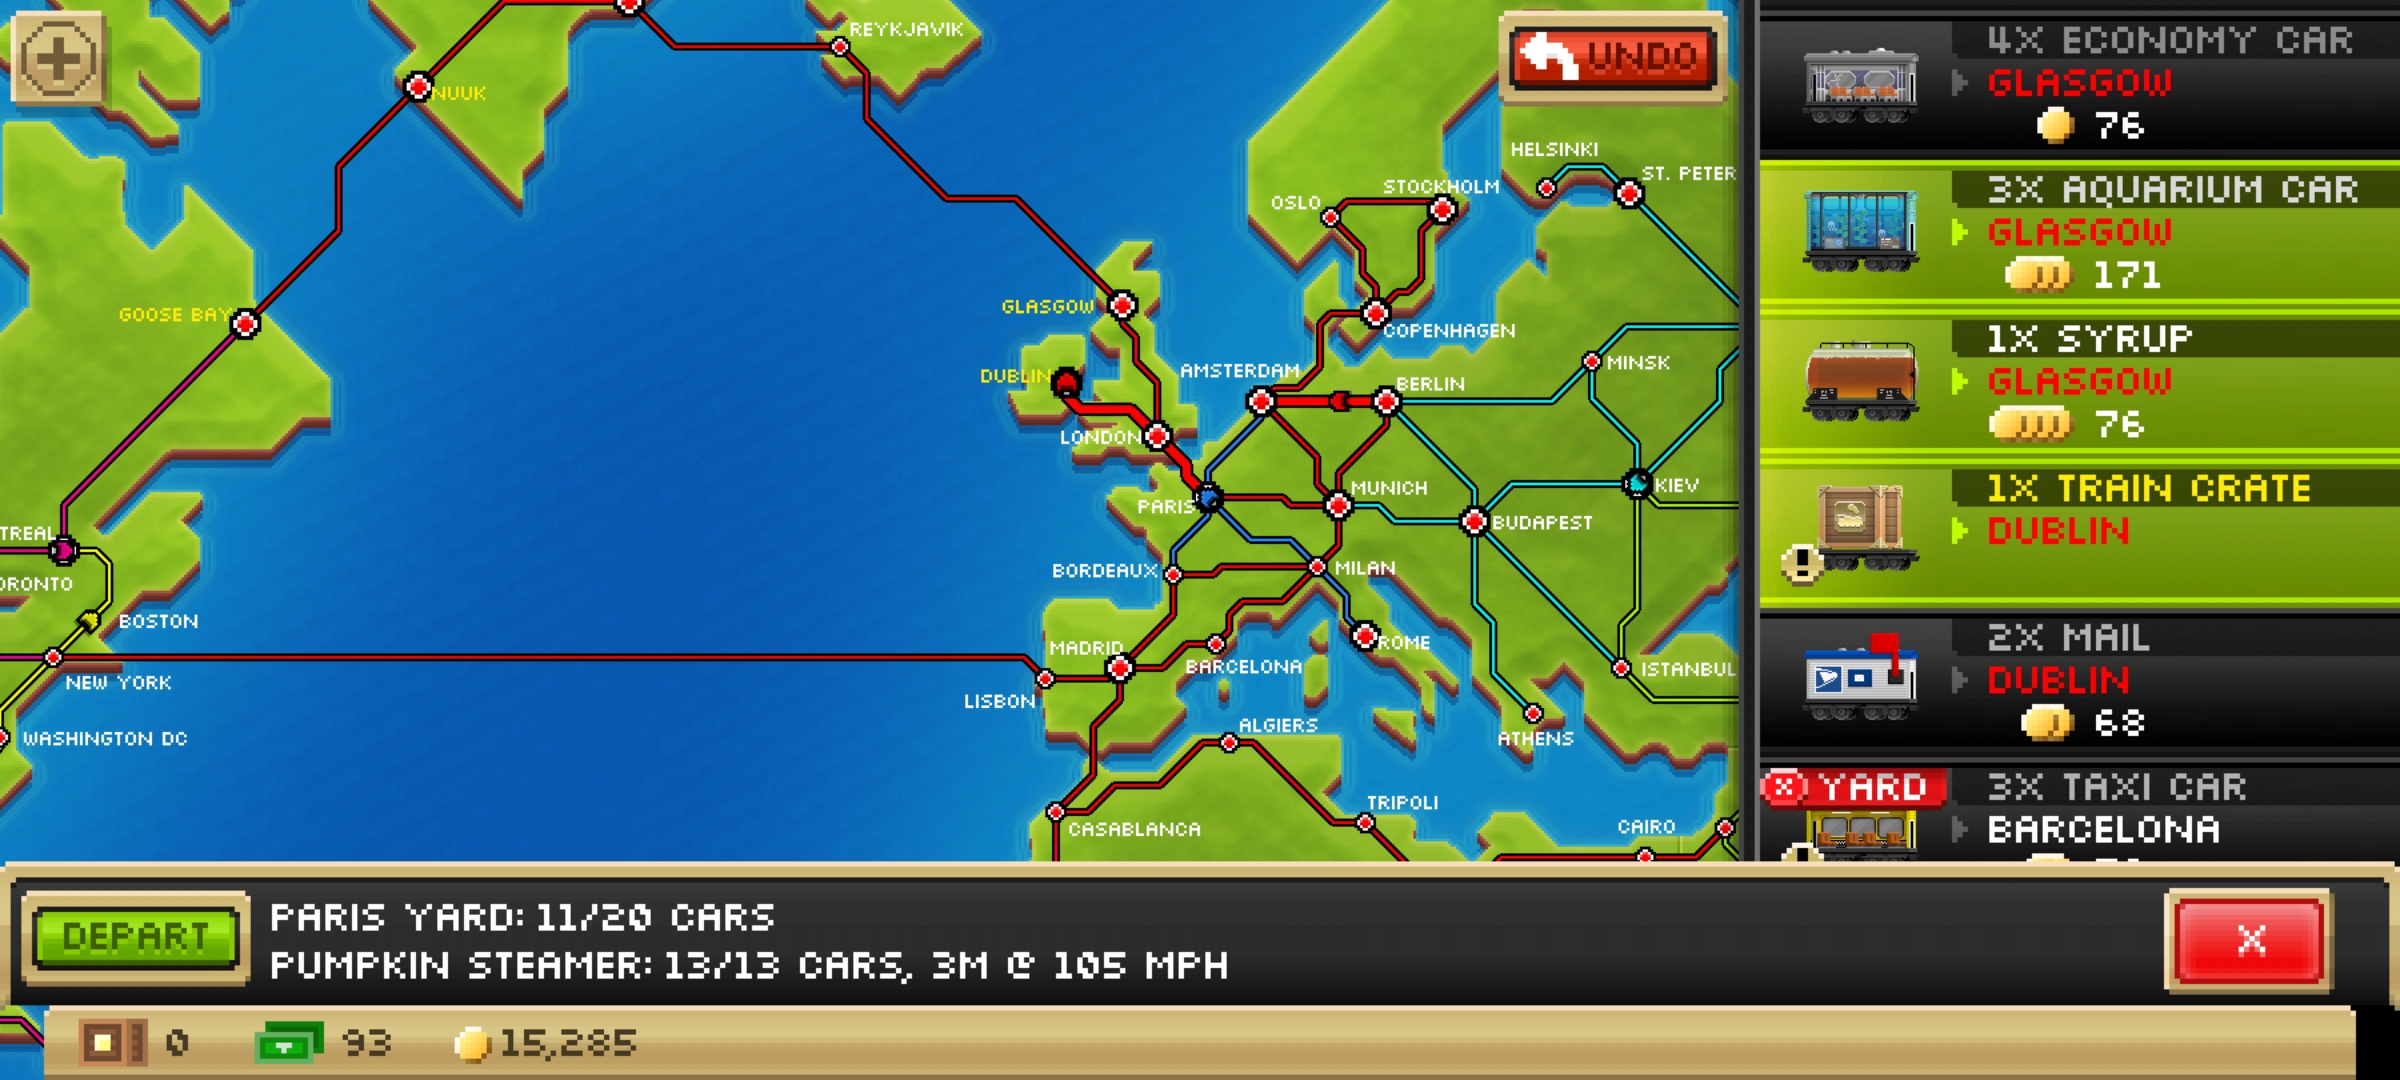 REYKJAVIK
NUUK
UNDO
HELSINKI
ST. PETER
STOCKHOLM
OSLO
GOOSE BAY
GLASGOW
COPENHAGEN
MINSK
AMSTERDAM
BERLIN
DUBLIN
LONDON
PARIS
MUNICH
KIEV
BUDAPEST
TREAL
BORDEAUX
MILAN
ORONTO
BOSTON
MADRID
ROME
BARCELONA
ISTANBUL
NEW YORK
LISBON
WASHINGTON DC
ALGIERS
ATHENS
TRIPOLI
CASABLANCA
CAIRO
4X ECONOMY CAR
GLASGOW
76
3X AQUARIUM CAR
GLASGOW
171
1X SYRUP
GLASGOW
76
1X TRAIN CRATE
DUBLIN
2X MAIL
DUBLIN
68
X YARD
3X TAXI CAR
BARCELONA
DEPART
PARIS YARD: 11/20 CARS
PUMPKIN STEAMER: 13/13 CARS, 3M @ 105 MPH
X
0
93
15,285